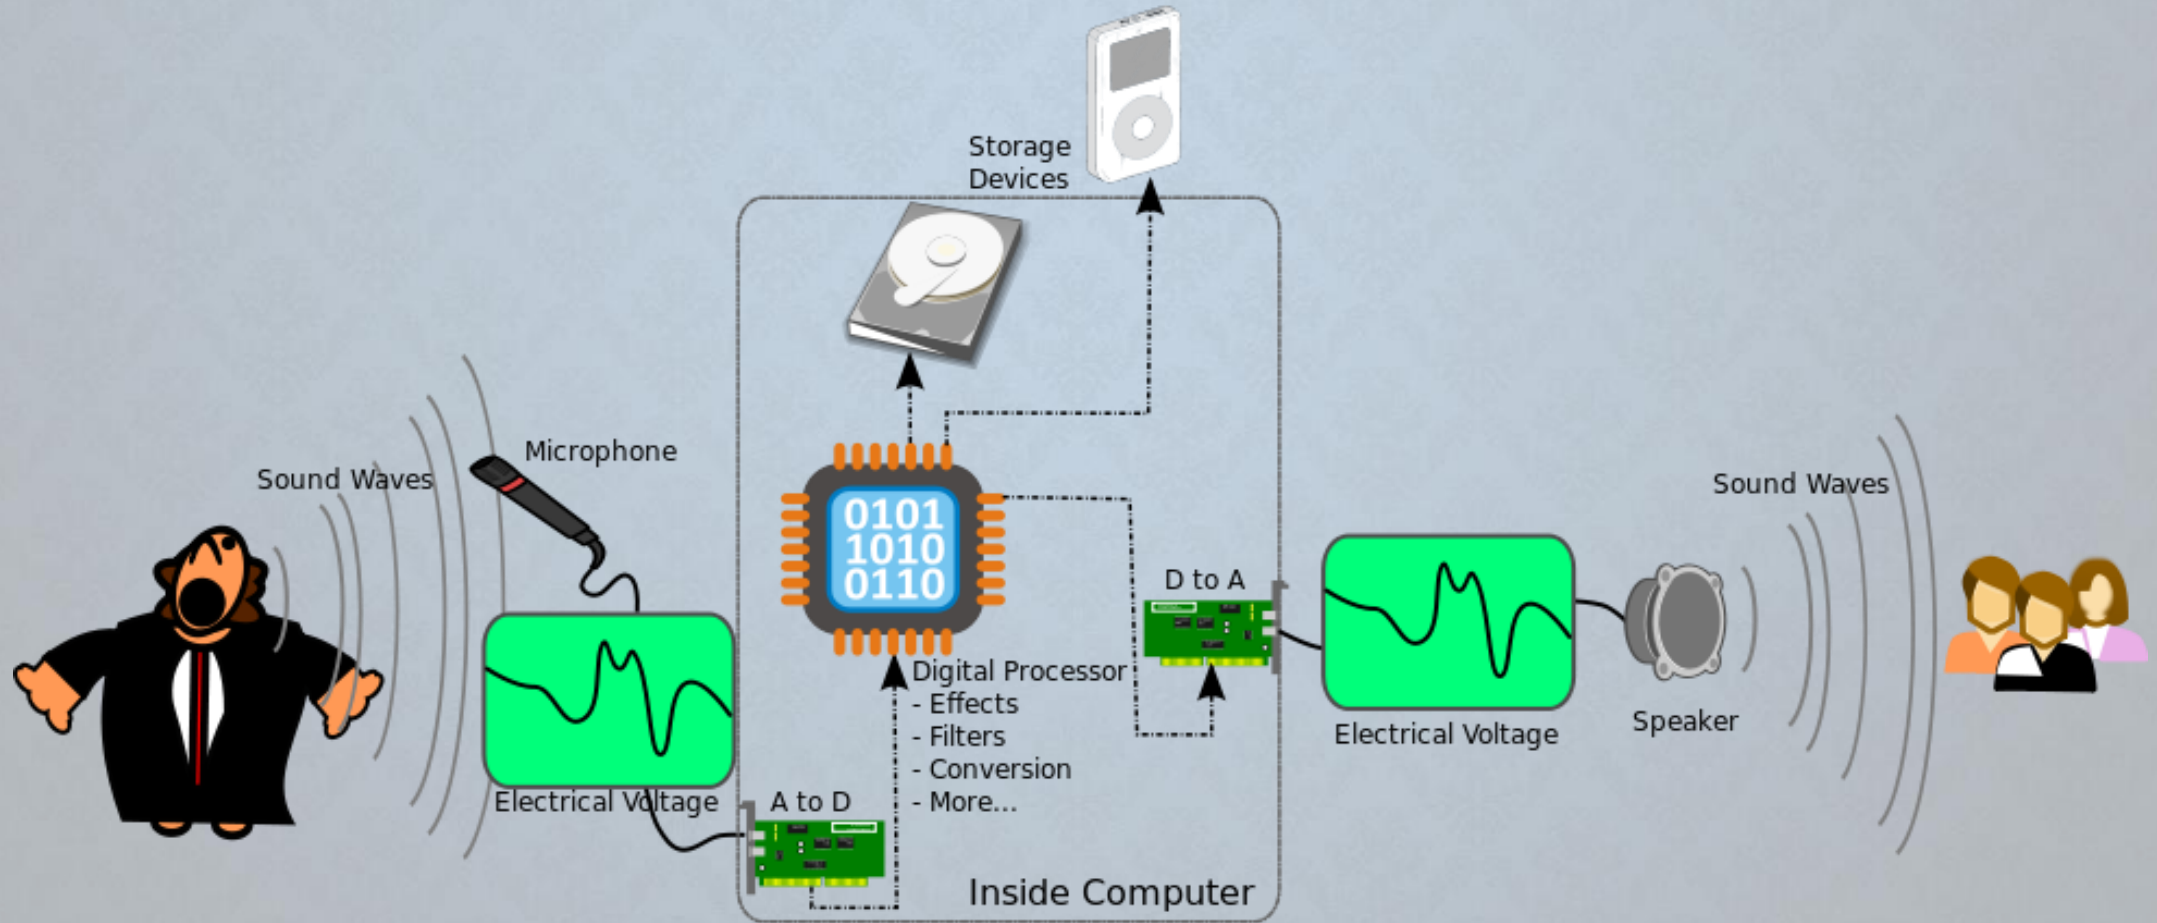 Storage
Devices
Microphone
Sound Waves
Sound Waves
0101
1010
0110
D to A
Digital Processor
- Effects
- Filters
- Conversion
- More...
Electrical Voltage
Speaker
Electrical Voltage
A to D
Inside Computer